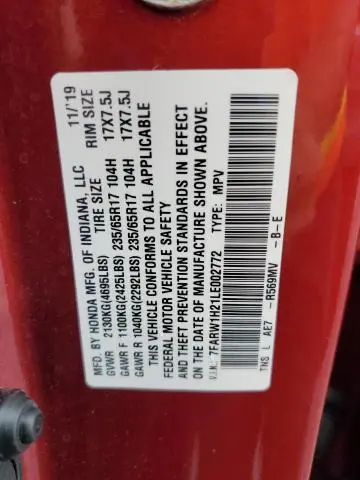 MFD. BY HONDA MFG. OF INDIANA, LLC 11/'19
TIRE SIZE RIM SIZE
GVWR 2130KG(4695LBS)
GAWR F 1100KG(2425LBS) 235/65R17 104H 17X7.5J
GAWR R 1040KG(2292LBS) 235/65R17 104H 17X7.5J
THIS VEHICLE CONFORMS TO ALL APPLICABLE
FEDERAL MOTOR VEHICLE SAFETY
AND THEFT PREVENTION STANDARDS IN EFFECT
ON THE DATE OF MANUFACTURE SHOWN ABOVE.
V.I.N.: 7FARW1H21LE002772 TYPE: MPV
TNS L AE7 -R569MV -B-E